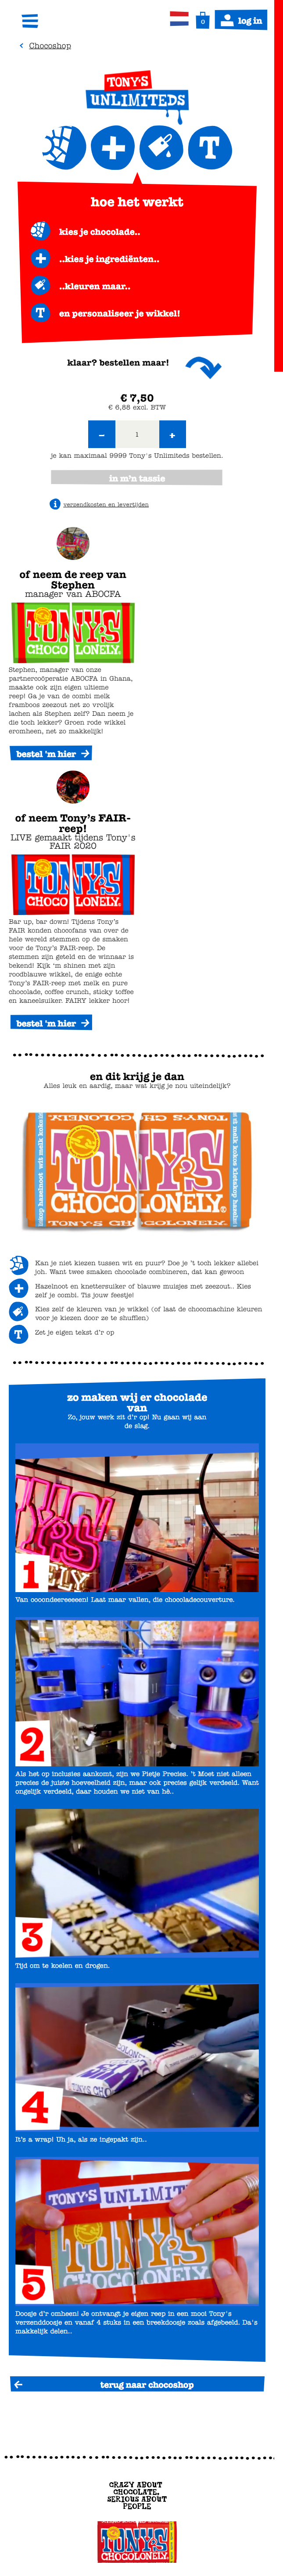 log in
0
Chocoshop
TONY'S
UNLIMITEDS
T
hoe het werkt
kies je chocolade..
..kies je ingrediënten..
..kleuren maar..
T
en personaliseer je wikkel!
klaar? bestellen maar!
€ 7,50
€ 6,88 excl. BTW
–
1
+
je kan maximaal 9999 Tony's Unlimiteds bestellen.
in m'n tassie
verzendkosten en levertijden
of neem de reep van
Stephen
manager van ABOCFA
TONY'S
CHOCO LONELY.
Stephen, manager van onze
partnercoöperatie ABOCFA in Ghana,
maakte ook zijn eigen ultieme
reep! Ga je van de combi melk
framboos zeezout net zo vrolijk
lachen als Stephen zelf? Dan neem je
die toch lekker? Groen rode wikkel
eromheen, net zo makkelijk!
bestel 'm hier
of neem Tony's FAIR-
reep!
LIVE gemaakt tijdens Tony's
FAIR 2020
TONY'S
CHOCO LONELY.
Bar up, bar down! Tijdens Tony's
FAIR konden chocofans van over de
hele wereld stemmen op de smaken
voor de Tony's FAIR-reep. De
stemmen zijn geteld en de winnaar is
bekend! Kijk 'm shinen met zijn
roodblauwe wikkel, de enige echte
Tony's FAIR-reep met melk en pure
chocolade, coffee crunch, sticky toffee
en kaneelsuiker. FAIRY lekker hoor!
bestel 'm hier
en dit krijg je dan
Alles leuk en aardig, maar wat krijg je nou uiteindelijk?
TONY'S
CHOCOLONELY.
Kan je niet kiezen tussen wit en puur? Doe je 't toch lekker allebei
joh. Want twee smaken chocolade combineren, dat kan gewoon
Hazelnoot en knettersuiker of blauwe muisjes met zeezout.. Kies
zelf je combi. Tis jouw feestje!
Kies zelf de kleuren van je wikkel (of laat de chocomachine kleuren
voor je kiezen door ze te shufflen)
T
Zet je eigen tekst d'r op
zo maken wij er chocolade
van
Zo, jouw werk zit d'r op! Nu gaan wij aan
de slag.
1
Van oooondeereeeeen! Laat maar vallen, die chocoladecouverture.
2
Als het op inclusies aankomt, zijn we Pietje Precies. 't Moet niet alleen
precies de juiste hoeveelheid zijn, maar ook precies gelijk verdeeld. Want
ongelijk verdeeld, daar houden we niet van hè..
3
Tijd om te koelen en drogen.
4
It's a wrap! Uh ja, als ze ingepakt zijn..
TONY'S UNLIMIT
TONY'S
CHOCOLONELY
5
Doosje d'r omheen! Je ontvangt je eigen reep in een mooi Tony's
verzenddoosje en vanaf 4 stuks in een breekdoosje zoals afgebeeld. Da's
makkelijk delen..
terug naar chocoshop
CRAZY ABOUT
CHOCOLATE,
SERIOUS ABOUT
PEOPLE
TONY'S
CHOCOLONELY.